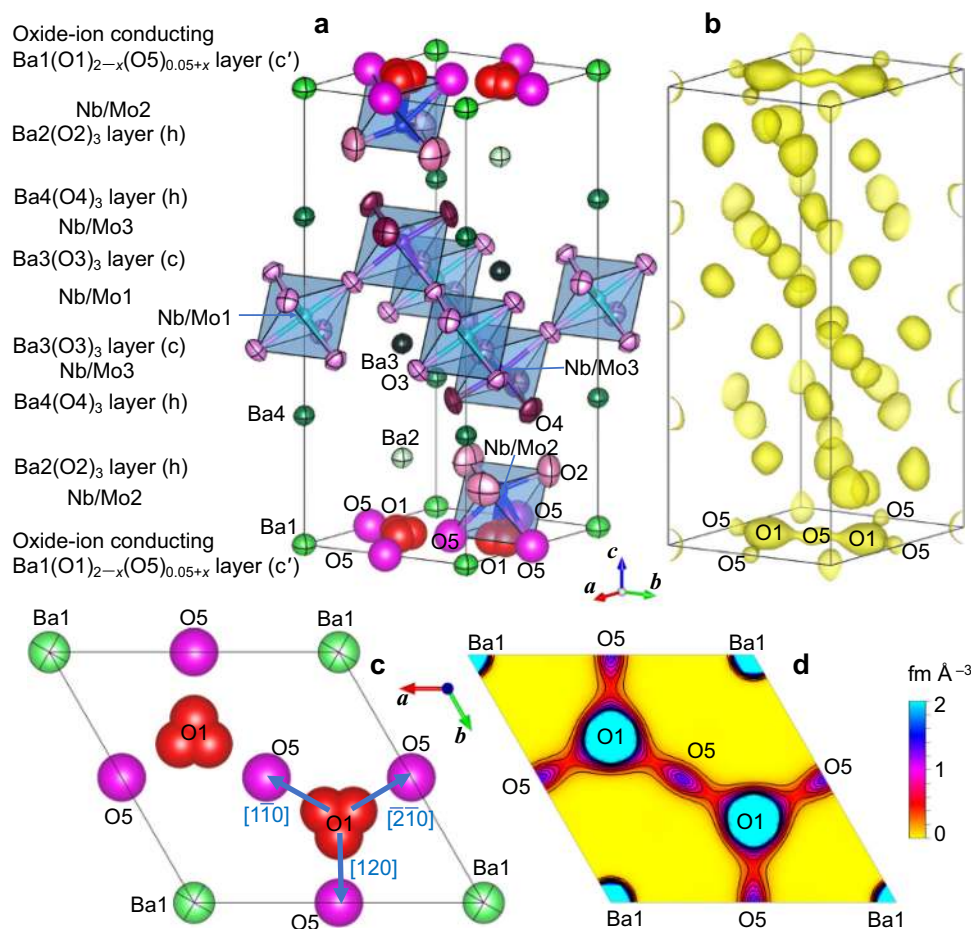 Oxide-ion conducting
Ba1(O1)2−x(O5)0.05+x layer (c′)
Nb/Mo2
Ba2(O2)3 layer (h)
Ba4(O4)3 layer (h)
Nb/Mo3
Ba3(O3)3 layer (c)
Nb/Mo1
Ba3(O3)3 layer (c)
Nb/Mo3
Ba4(O4)3 layer (h)
Ba2(O2)3 layer (h)
Nb/Mo2
Oxide-ion conducting
Ba1(O1)2−x(O5)0.05+x layer (c′)
a
Nb/Mo1
Ba3
O3
Nb/Mo3
Ba4
O4
Ba2
Nb/Mo2
O2
O5
O1
O5
Ba1
O5
O5
O1
O5
c
a
b
b
O5
O1
O5
O1
O5
O5
c
Ba1
O5
Ba1
O1
O5
O5
O5
[11̅0]
O1
[2̅1̅0]
[120]
Ba1
Ba1
O5
a
b
d
O5
Ba1
O1
O5
O5
O5
O1
Ba1
O5
Ba1
fm Å−3
2
1
0